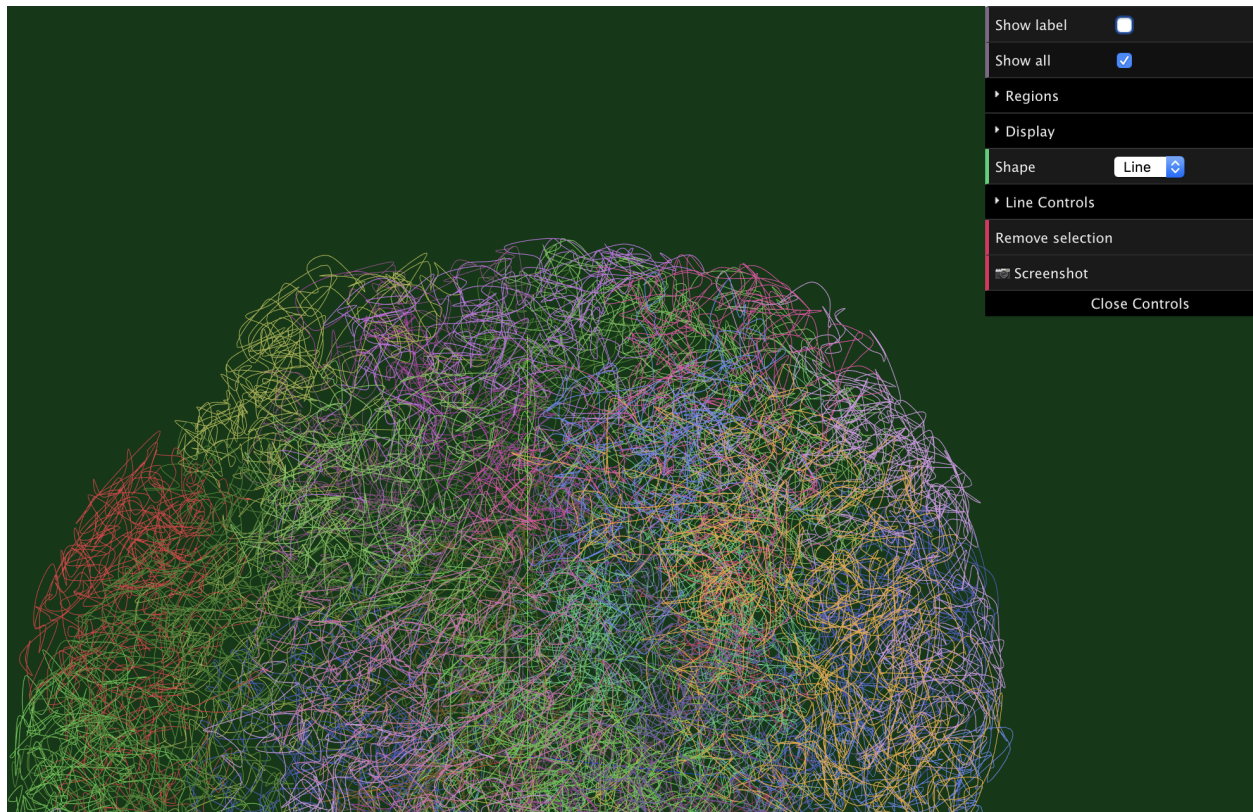 Show label
Show all
Regions
Display
Shape Line
Line Controls
Remove selection
📷 Screenshot
Close Controls